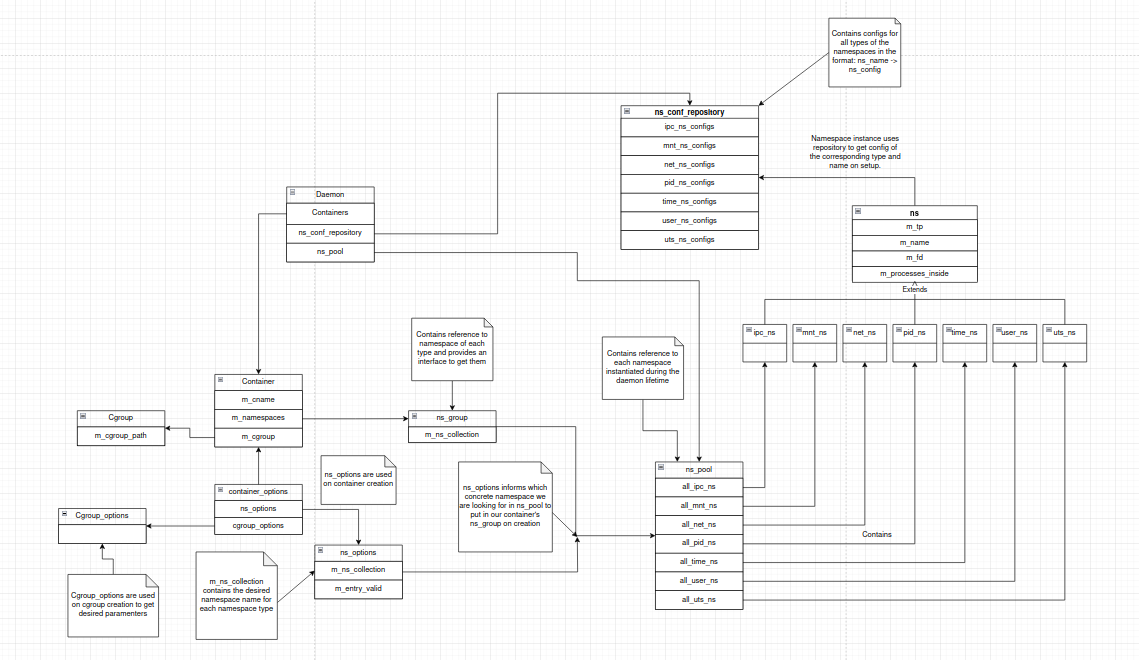 Contains configs for
all types of the
namespaces in the
format: ns_name ->
ns_config
ns_conf_repository
ipc_ns_configs
mnt_ns_configs
net_ns_configs
pid_ns_configs
time_ns_configs
user_ns_configs
uts_ns_configs
Namespace instance uses
repository to get config of
the corresponding type and
name on setup.
Daemon
Containers
ns_conf_repository
ns_pool
ns
m_tp
m_name
m_fd
m_processes_inside
Extends
ipc_ns
mnt_ns
net_ns
pid_ns
time_ns
user_ns
uts_ns
Contains reference to
namespace of each
type and provides an
interface to get them
Contains reference to
each namespace
instantiated during the
daemon lifetime
Container
m_cname
m_namespaces
m_cgroup
Cgroup
m_cgroup_path
ns_group
m_ns_collection
ns_options are used
on container creation
ns_options informs which
concrete namespace we
are looking for in ns_pool to
put in our container's
ns_group on creation
ns_pool
all_ipc_ns
all_mnt_ns
all_net_ns
all_pid_ns
all_time_ns
all_user_ns
all_uts_ns
Contains
container_options
ns_options
cgroup_options
Cgroup_options
ns_options
m_ns_collection
m_entry_valid
m_ns_collection
contains the desired
namespace name for
each namespace type
Cgroup_options are used
on cgroup creation to get
desired paramenters